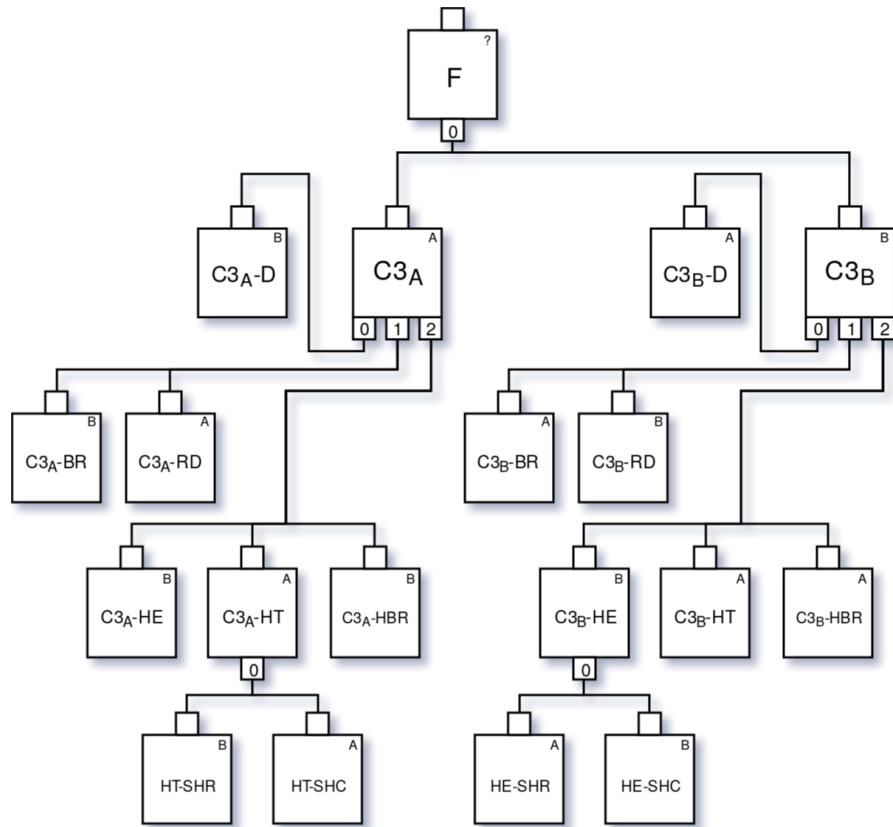 ?
F
0
B
C3A-D
A
C3A
0 1 2
A
C3B-D
B
C3B
0 1 2
B
C3A-BR
A
C3A-RD
A
C3B-BR
B
C3B-RD
B
C3A-HE
A
C3A-HT
0
B
C3A-HBR
B
C3B-HE
0
A
C3B-HT
A
C3B-HBR
B
HT-SHR
A
HT-SHC
A
HE-SHR
B
HE-SHC